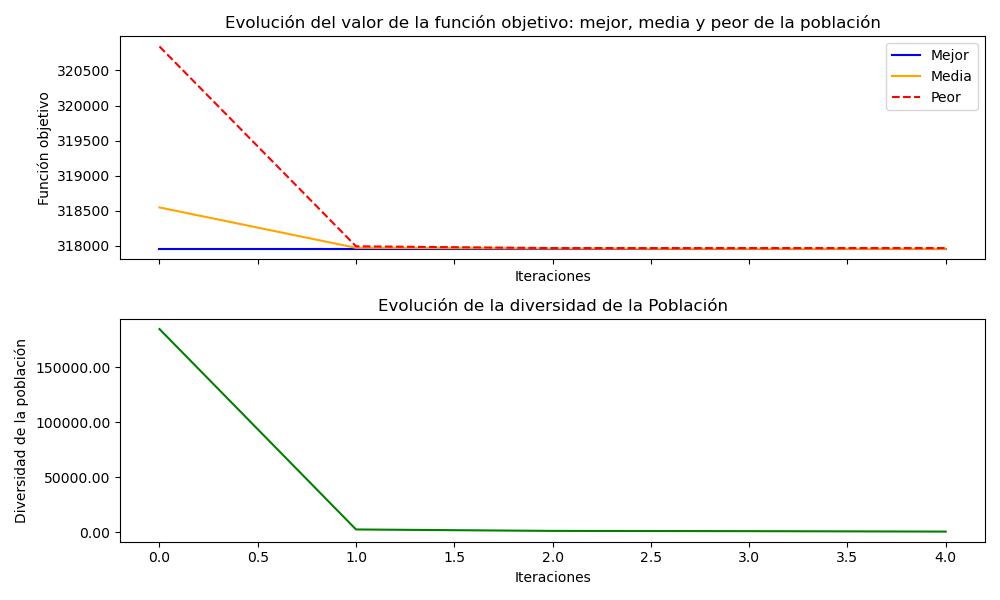 Evolución del valor de la función objetivo: mejor, media y peor de la población
Función objetivo
320500
320000
319500
319000
318500
318000
Mejor
Media
Peor
Iteraciones
Evolución de la diversidad de la Población
Diversidad de la población
150000.00
100000.00
50000.00
0.00
0.0 0.5 1.0 1.5 2.0 2.5 3.0 3.5 4.0
Iteraciones